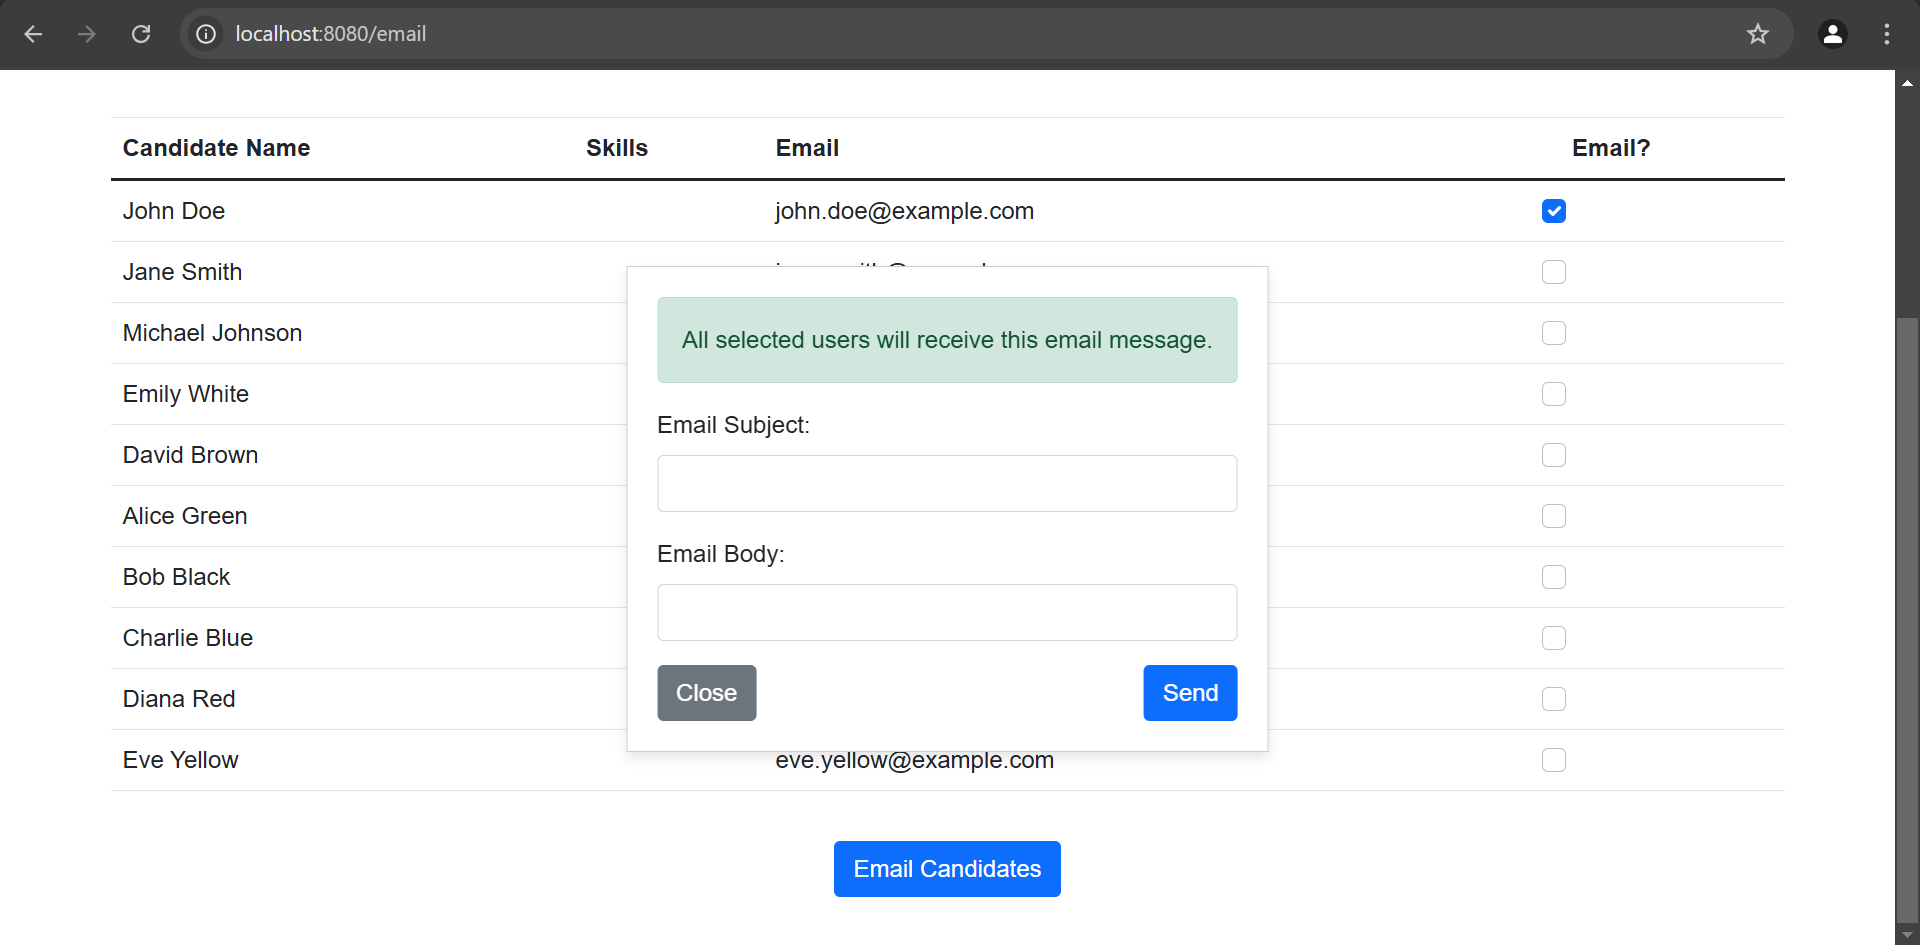 localhost:8080/email
Candidate Name Skills Email Email?
John Doe john.doe@example.com
Jane Smith
Michael Johnson
Emily White
David Brown
Alice Green
Bob Black
Charlie Blue
Diana Red
Eve Yellow eve.yellow@example.com
All selected users will receive this email message.
Email Subject:
Email Body:
Close Send
Email Candidates